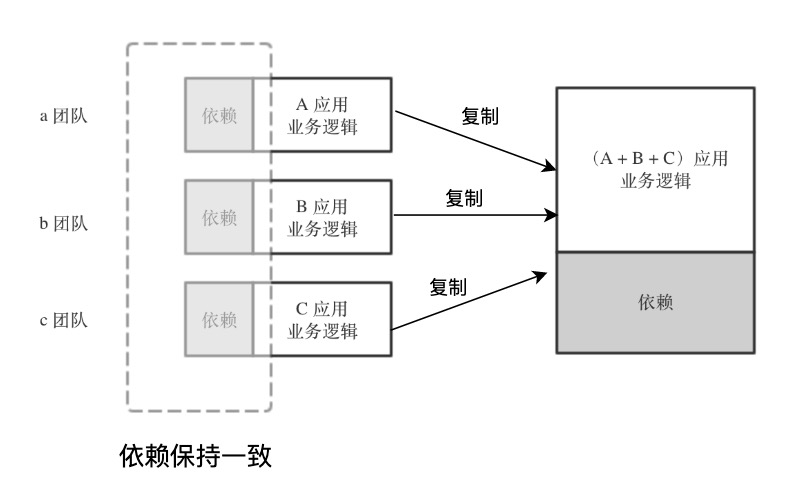 a 团队
依赖
A 应用
业务逻辑
复制
b 团队
依赖
B 应用
业务逻辑
复制
c 团队
依赖
C 应用
业务逻辑
复制
（A + B + C）应用
业务逻辑
依赖
依赖保持一致